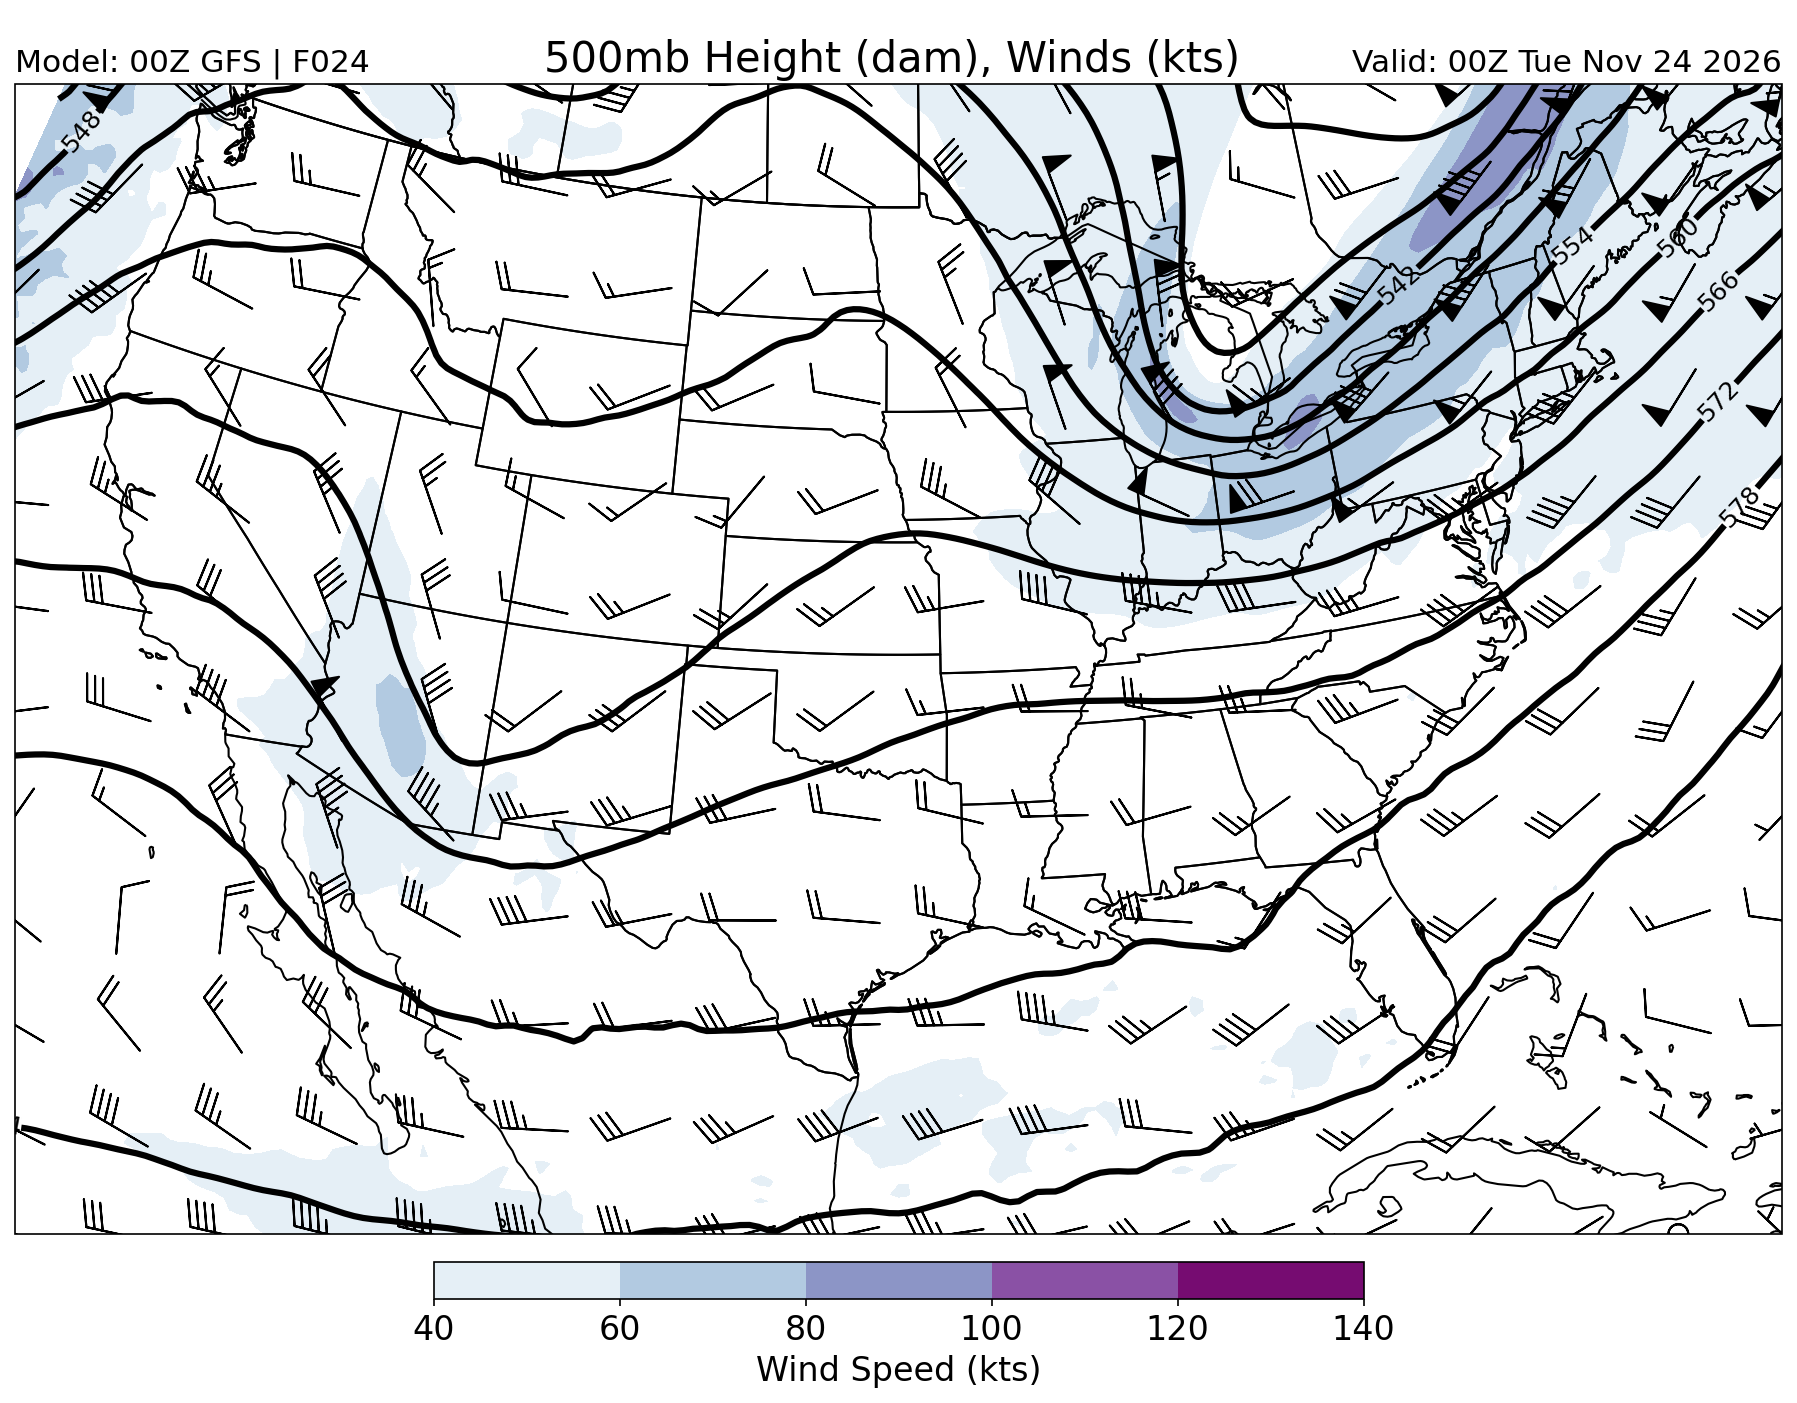 Model: 00Z GFS | F024
500mb Height (dam), Winds (kts)
Valid: 00Z Tue Nov 24 2026
548
554
560
542
566
572
578
40 60 80 100 120 140
Wind Speed (kts)